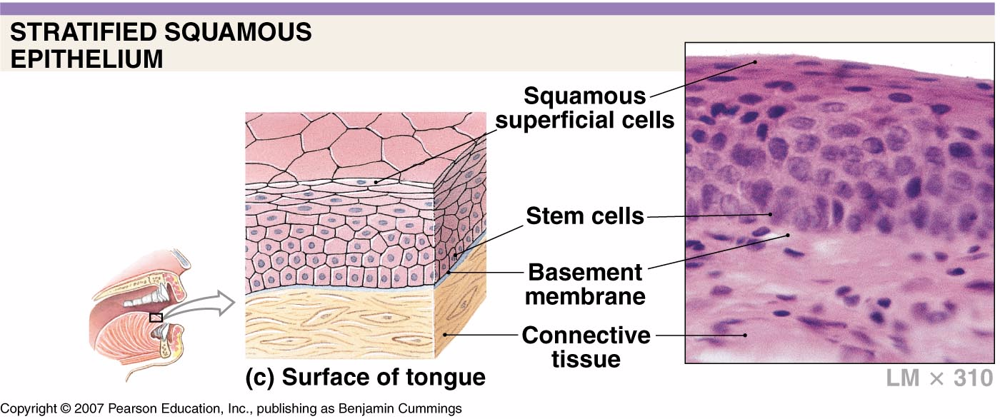 STRATIFIED SQUAMOUS
EPITHELIUM
Squamous
superficial cells
Stem cells
Basement
membrane
Connective
tissue
(c) Surface of tongue
LM × 310
Copyright © 2007 Pearson Education, Inc., publishing as Benjamin Cummings